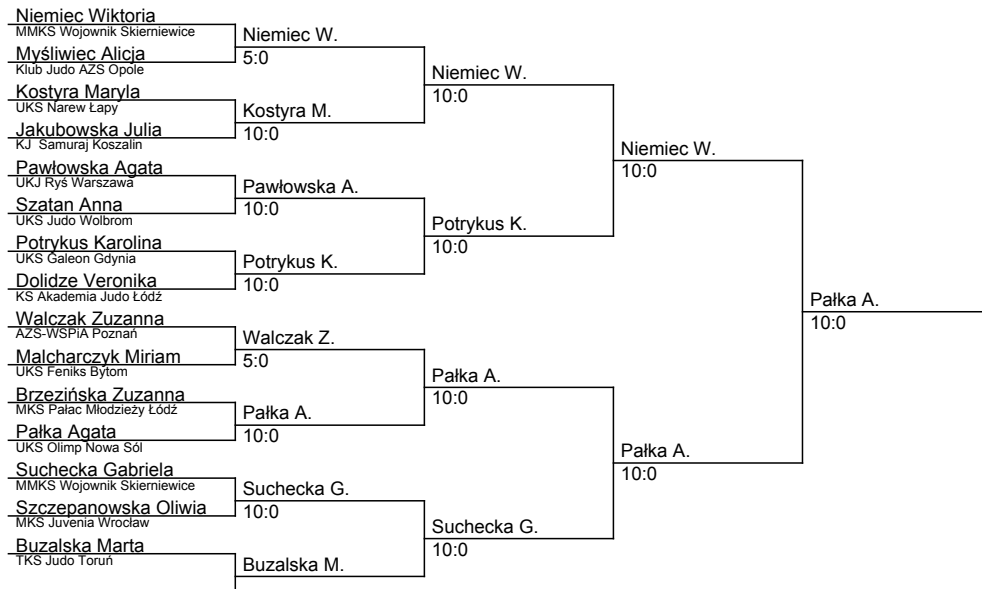 Niemiec Wiktoria
MMKS Wojownik Skierniewice
Myśliwiec Alicja
Klub Judo AZS Opole
Kostyra Maryla
UKS Narew Łapy
Jakubowska Julia
KJ Samuraj Koszalin
Pawłowska Agata
UKJ Ryś Warszawa
Szatan Anna
UKS Judo Wolbrom
Potrykus Karolina
UKS Galeon Gdynia
Dolidze Veronika
KS Akademia Judo Łódź
Walczak Zuzanna
AZS-WSPiA Poznań
Malcharczyk Miriam
UKS Feniks Bytom
Brzezińska Zuzanna
MKS Pałac Młodzieży Łódź
Pałka Agata
UKS Olimp Nowa Sól
Suchecka Gabriela
MMKS Wojownik Skierniewice
Szczepanowska Oliwia
MKS Juvenia Wrocław
Buzalska Marta
TKS Judo Toruń
Niemiec W.
5:0
Kostyra M.
10:0
Pawłowska A.
10:0
Potrykus K.
10:0
Walczak Z.
5:0
Pałka A.
10:0
Suchecka G.
10:0
Buzalska M.
Niemiec W.
10:0
Potrykus K.
10:0
Pałka A.
10:0
Suchecka G.
10:0
Niemiec W.
10:0
Pałka A.
10:0
Pałka A.
10:0